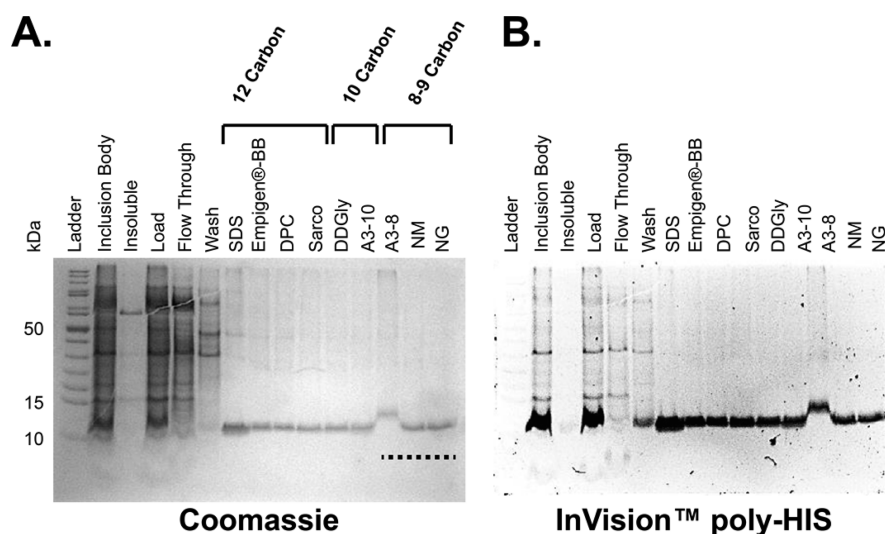 A.
12 Carbon
10 Carbon
8-9 Carbon
kDa
Ladder
Inclusion Body
Insoluble
Load
Flow Through
Wash
SDS
Empigen®-BB
DPC
Sarco
DDGly
A3-10
A3-8
NM
NG
50
15
10
Coomassie
B.
Ladder
Inclusion Body
Insoluble
Load
Flow Through
Wash
SDS
Empigen®-BB
DPC
Sarco
DDGly
A3-10
A3-8
NM
NG
InVision™ poly-HIS